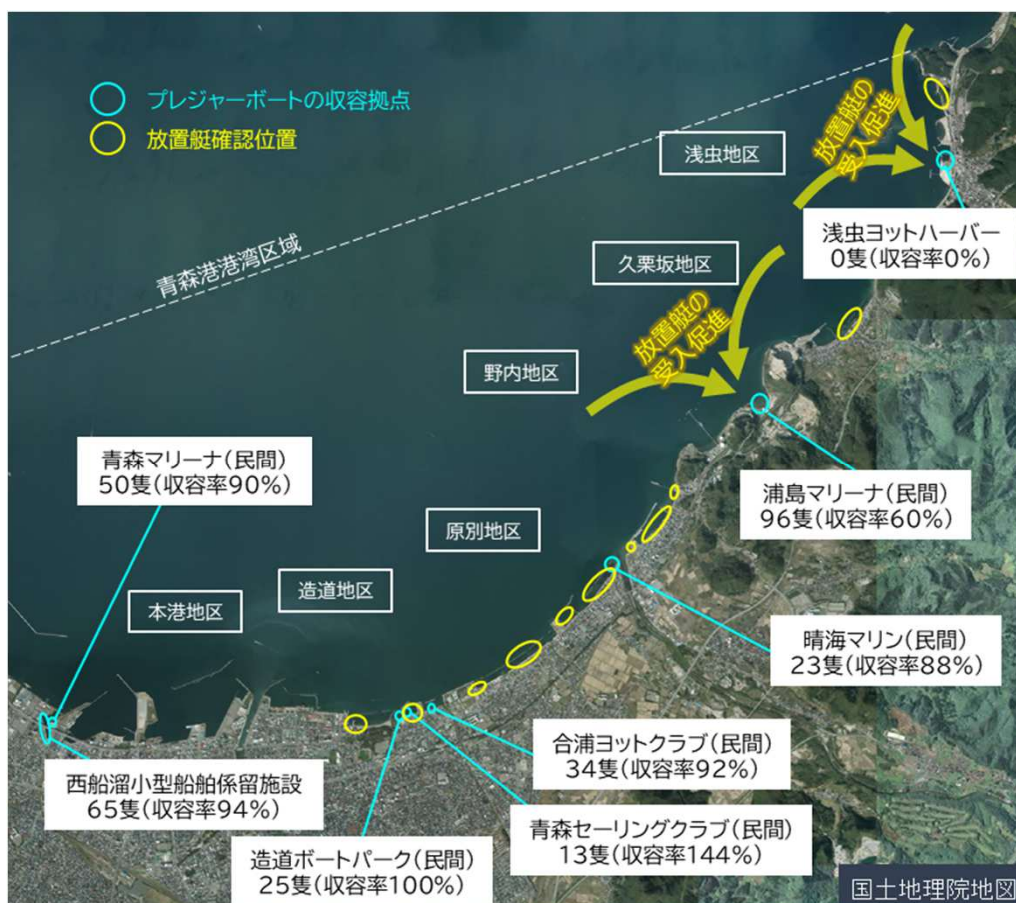 プレジャーボートの収容拠点
放置艇確認位置
青森港港湾区域
浅虫地区
放置艇の
受入促進
浅虫ヨットハーバー
0隻(収容率0%)
久栗坂地区
放置艇の
受入促進
野内地区
浦島マリーナ(民間)
96隻(収容率60%)
青森マリーナ(民間)
50隻(収容率90%)
原別地区
造道地区
本港地区
晴海マリン(民間)
23隻(収容率88%)
合浦ヨットクラブ(民間)
34隻(収容率92%)
西船溜小型船舶係留施設
65隻(収容率94%)
青森セーリングクラブ(民間)
13隻(収容率144%)
造道ボートパーク(民間)
25隻(収容率100%)
国土地理院地図